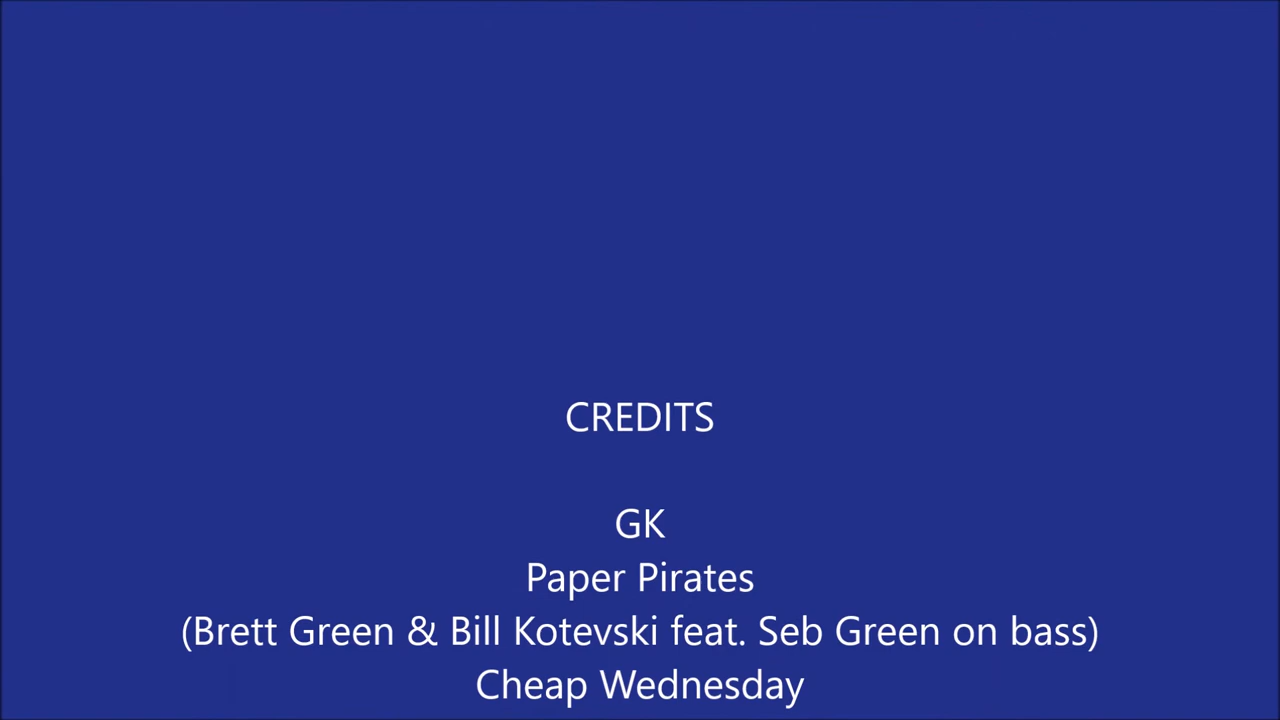 CREDITS
GK
Paper Pirates
(Brett Green & Bill Kotevski feat. Seb Green on bass)
Cheap Wednesday